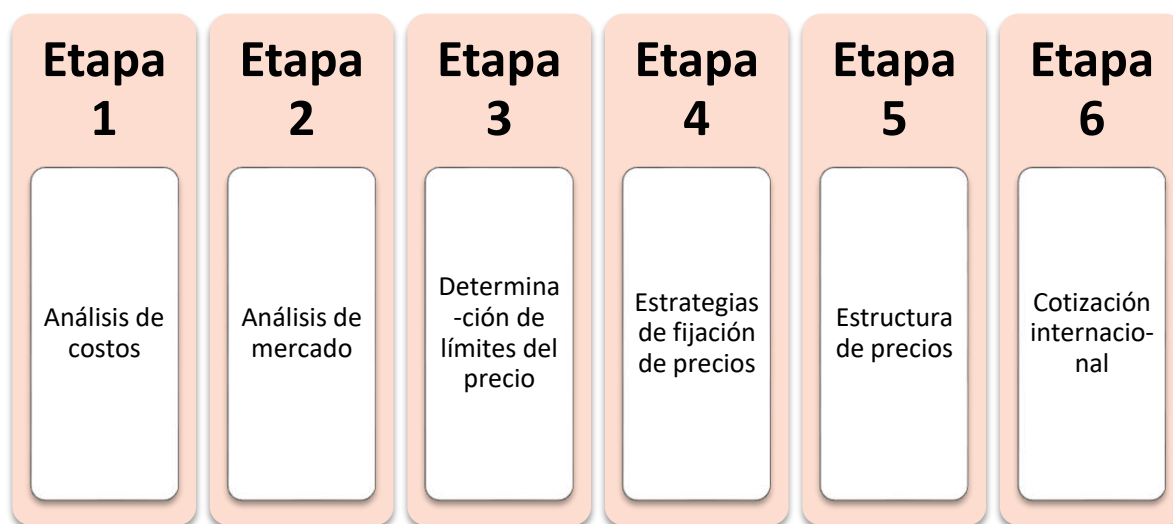 Etapa
1
Análisis de
costos
Etapa
2
Análisis de
mercado
Etapa
3
Determina
-ción de
límites del
precio
Etapa
4
Estrategias
de fijación
de precios
Etapa
5
Estructura
de precios
Etapa
6
Cotización
internacio-
nal